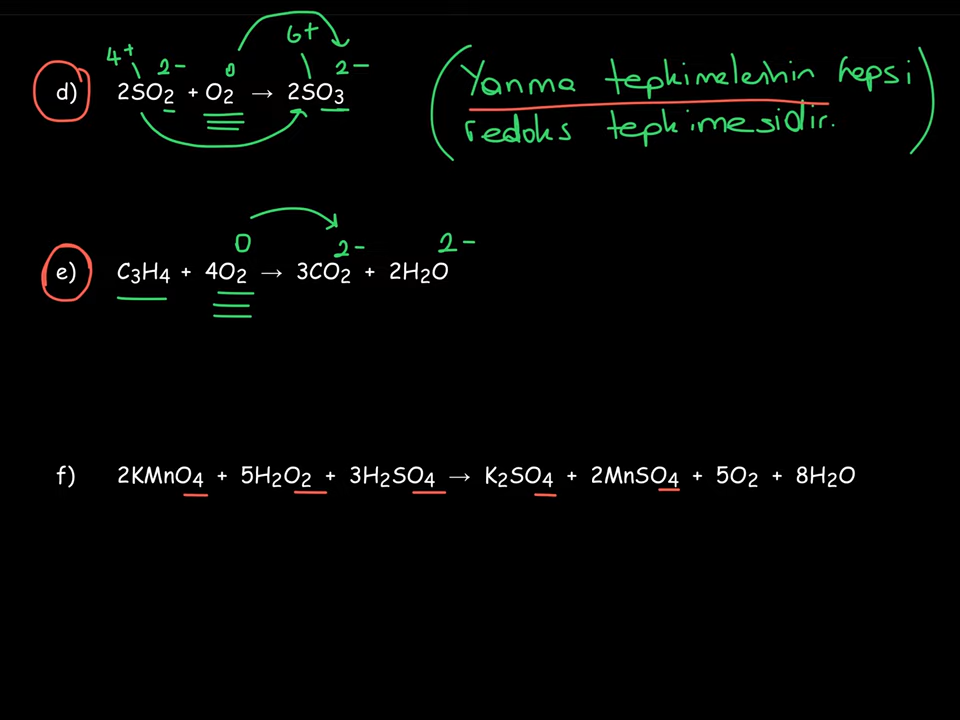 4+ 2- 0 6+ 2-
d) 2SO₂ + O₂ → 2SO₃
(Yanma tepkimelerinin hepsi
redoks tepkimesidir.)
0 2- 2-
e) C₃H₄ + 4O₂ → 3CO₂ + 2H₂O
f) 2KMnO₄ + 5H₂O₂ + 3H₂SO₄ → K₂SO₄ + 2MnSO₄ + 5O₂ + 8H₂O